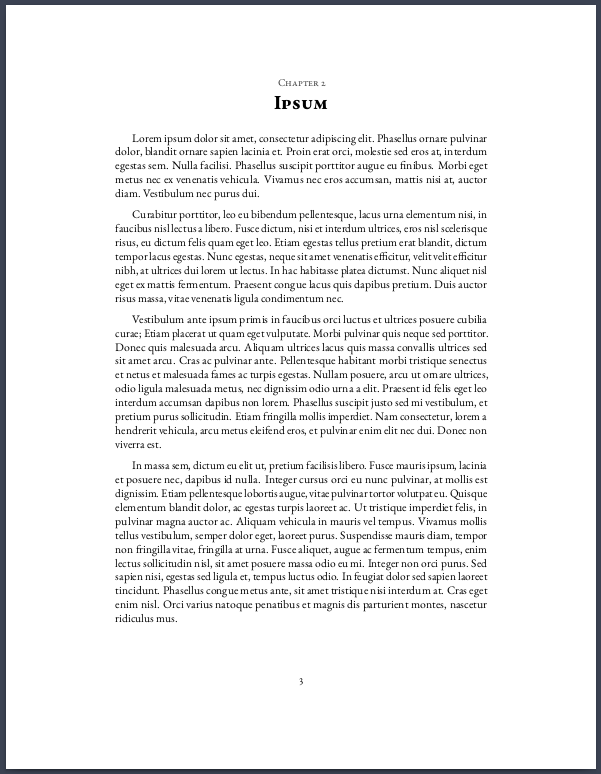 Chapter 2
Ipsum
Lorem ipsum dolor sit amet, consectetur adipiscing elit. Phasellus ornare pulvinar
dolor, blandit ornare sapien lacinia et. Proin erat orci, molestie sed eros at, interdum
egestas sem. Nulla facilisi. Phasellus suscipit porttitor augue eu finibus. Morbi eget
metus nec ex venenatis vehicula. Vivamus nec eros accumsan, mattis nisi at, auctor
diam. Vestibulum nec purus dui.
Curabitur porttitor, leo eu bibendum pellentesque, lacus urna elementum nisi, in
faucibus nisl lectus a libero. Fusce dictum, nisi et interdum ultrices, eros nisl scelerisque
risus, eu dictum felis quam eget leo. Etiam egestas tellus pretium erat blandit, dictum
tempor lacus egestas. Nunc egestas, neque sit amet venenatis efficitur, velit velit efficitur
nibh, at ultrices dui lorem ut lectus. In hac habitasse platea dictumst. Nunc aliquet nisl
eget ex mattis fermentum. Praesent congue lacus quis dapibus pretium. Duis auctor
risus massa, vitae venenatis ligula condimentum nec.
Vestibulum ante ipsum primis in faucibus orci luctus et ultrices posuere cubilia
curae; Etiam placerat ut quam eget vulputate. Morbi pulvinar quis neque sed porttitor.
Donec quis malesuada arcu. Aliquam ultrices lacus quis massa convallis ultrices sed
sit amet arcu. Cras ac pulvinar ante. Pellentesque habitant morbi tristique senectus
et netus et malesuada fames ac turpis egestas. Nullam posuere, arcu ut ornare ultrices,
odio ligula malesuada metus, nec dignissim odio urna a elit. Praesent id felis eget leo
interdum accumsan dapibus non lorem. Phasellus suscipit justo sed mi vestibulum, et
pretium purus sollicitudin. Etiam fringilla mollis imperdiet. Nam consectetur, lorem a
hendrerit vehicula, arcu metus eleifend eros, et pulvinar enim elit nec dui. Donec non
viverra est.
In massa sem, dictum eu elit ut, pretium facilisis libero. Fusce mauris ipsum, lacinia
et posuere nec, dapibus id nulla. Integer cursus orci eu nunc pulvinar, at mollis est
dignissim. Etiam pellentesque lobortis augue, vitae pulvinar tortor volutpat eu. Quisque
elementum blandit dolor, ac egestas turpis laoreet ac. Ut tristique imperdiet felis, in
pulvinar magna auctor ac. Aliquam vehicula in mauris vel tempus. Vivamus mollis
tellus vestibulum, semper dolor eget, laoreet purus. Suspendisse mauris diam, tempor
non fringilla vitae, fringilla at urna. Fusce aliquet, augue ac fermentum tempus, enim
lectus sollicitudin nisl, sit amet posuere massa odio eu mi. Integer non orci purus. Sed
sapien nisi, egestas sed ligula et, tempus luctus odio. In feugiat dolor sed sapien laoreet
tincidunt. Phasellus congue metus ante, sit amet tristique nisi interdum at. Cras eget
enim nisl. Orci varius natoque penatibus et magnis dis parturient montes, nascetur
ridiculus mus.
3